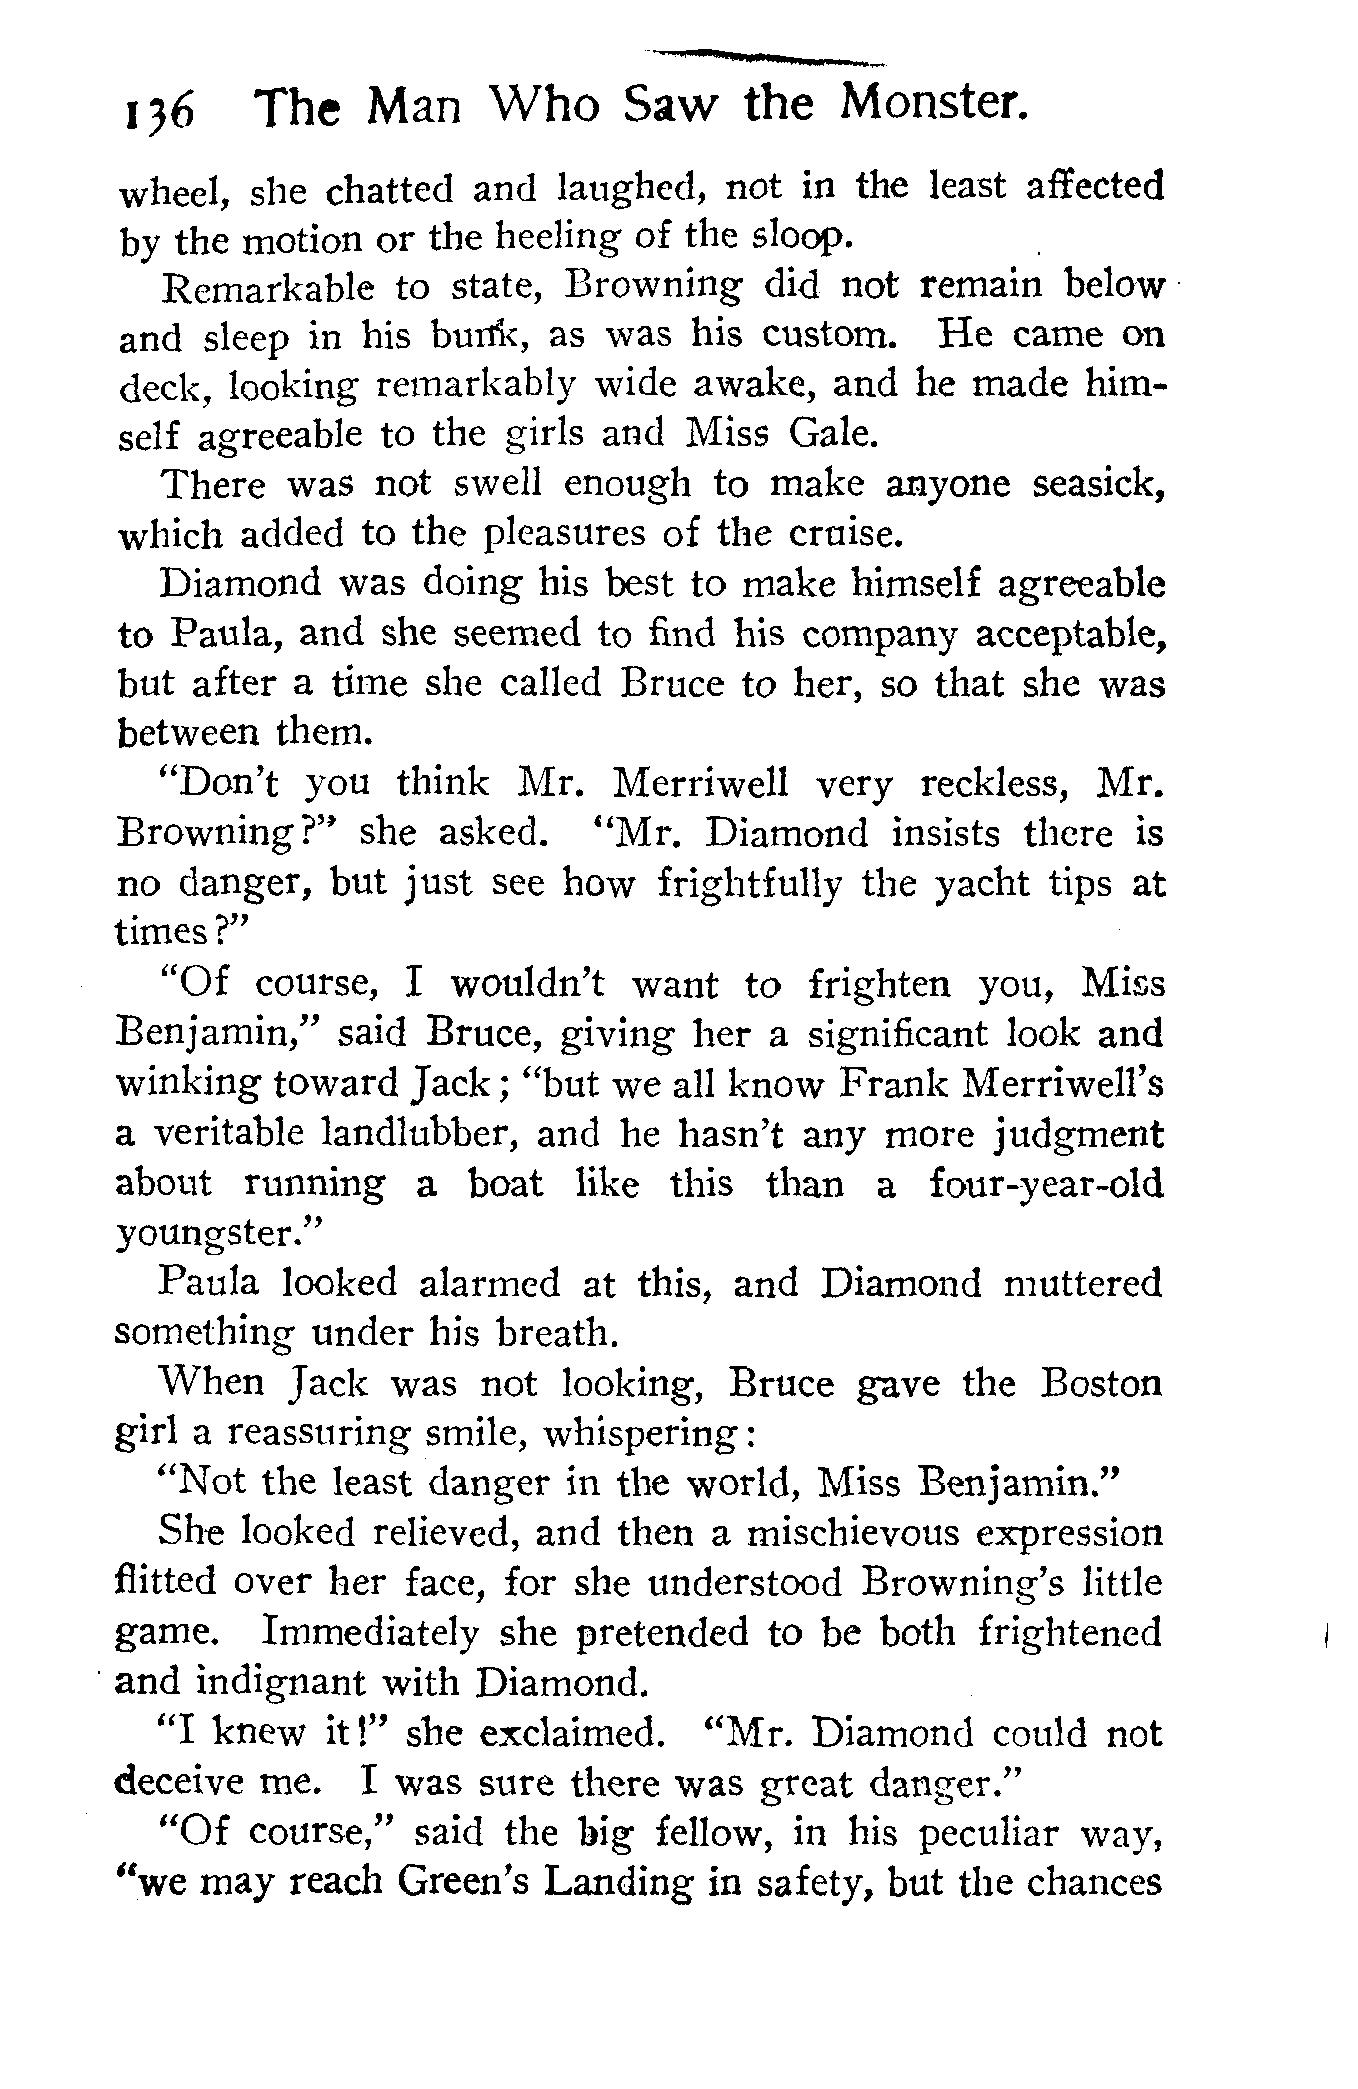 136 The Man Who Saw the Monster.
wheel, she chatted and laughed, not in the least affected
by the motion or the heeling of the sloop.
Remarkable to state, Browning did not remain below
and sleep in his bunk, as was his custom. He came on
deck, looking remarkably wide awake, and he made him-
self agreeable to the girls and Miss Gale.
There was not swell enough to make anyone seasick,
which added to the pleasures of the cruise.
Diamond was doing his best to make himself agreeable
to Paula, and she seemed to find his company acceptable,
but after a time she called Bruce to her, so that she was
between them.
“Don’t you think Mr. Merriwell very reckless, Mr.
Browning?” she asked. “Mr. Diamond insists there is
no danger, but just see how frightfully the yacht tips at
times?”
“Of course, I wouldn’t want to frighten you, Miss
Benjamin,” said Bruce, giving her a significant look and
winking toward Jack; “but we all know Frank Merriwell’s
a veritable landlubber, and he hasn’t any more judgment
about running a boat like this than a four-year-old
youngster.”
Paula looked alarmed at this, and Diamond muttered
something under his breath.
When Jack was not looking, Bruce gave the Boston
girl a reassuring smile, whispering:
“Not the least danger in the world, Miss Benjamin.”
She looked relieved, and then a mischievous expression
flitted over her face, for she understood Browning’s little
game. Immediately she pretended to be both frightened
and indignant with Diamond.
“I knew it!” she exclaimed. “Mr. Diamond could not
deceive me. I was sure there was great danger.”
“Of course,” said the big fellow, in his peculiar way,
“we may reach Green’s Landing in safety, but the chances